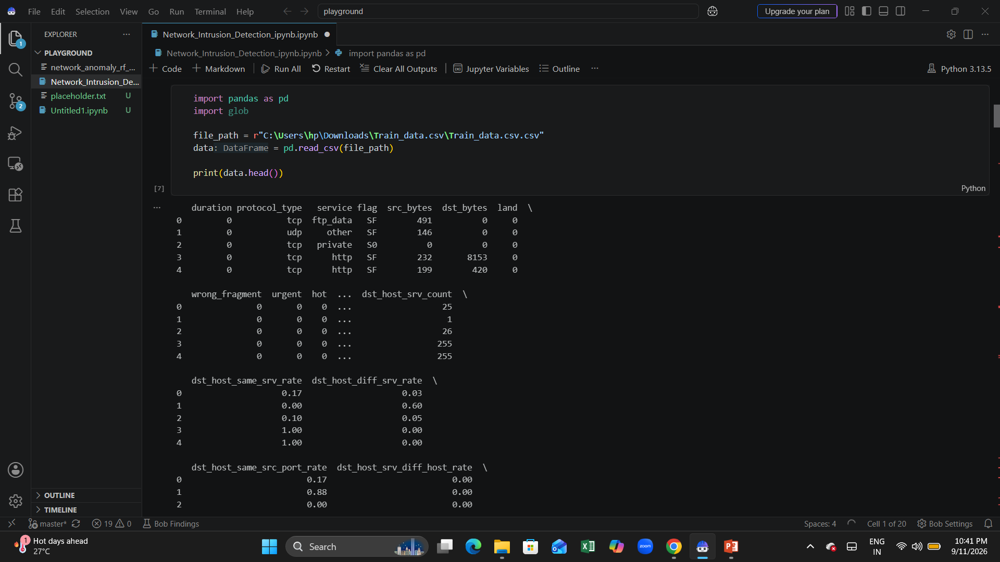 File Edit Selection View Go Run Terminal Help
playground
Upgrade your plan
EXPLORER
PLAYGROUND
network_anomaly_rf_...
Network_Intrusion_De...
placeholder.txt U
Untitled1.ipynb U
1
2
Network_Intrusion_Detection_ipynb.ipynb
Network_Intrusion_Detection_ipynb.ipynb > import pandas as pd
+ Code + Markdown Run All Restart Clear All Outputs Jupyter Variables Outline ...
Python 3.13.5
import pandas as pd
import glob
file_path = r"C:\Users\hp\Downloads\Train_data.csv\Train_data.csv.csv"
data: DataFrame = pd.read_csv(file_path)
print(data.head())
[7]
Python
duration protocol_type service flag src_bytes dst_bytes land \
0 0 tcp ftp_data SF 491 0 0
1 0 udp other SF 146 0 0
2 0 tcp private S0 0 0 0
3 0 tcp http SF 232 8153 0
4 0 tcp http SF 199 420 0
wrong_fragment urgent hot ... dst_host_srv_count \
0 0 0 0 ... 25
1 0 0 0 ... 1
2 0 0 0 ... 26
3 0 0 0 ... 255
4 0 0 0 ... 255
dst_host_same_srv_rate dst_host_diff_srv_rate \
0 0.17 0.03
1 0.00 0.60
2 0.10 0.05
3 1.00 0.00
4 1.00 0.00
dst_host_same_src_port_rate dst_host_srv_diff_host_rate \
0 0.17 0.00
1 0.88 0.00
2 0.00 0.00
OUTLINE
TIMELINE
master* 19 0 Bob Findings
Spaces: 4 Cell 1 of 20 Bob Settings
1
Hot days ahead
27°C
Search
zoom
ENG
IN
10:41 PM
9/11/2026